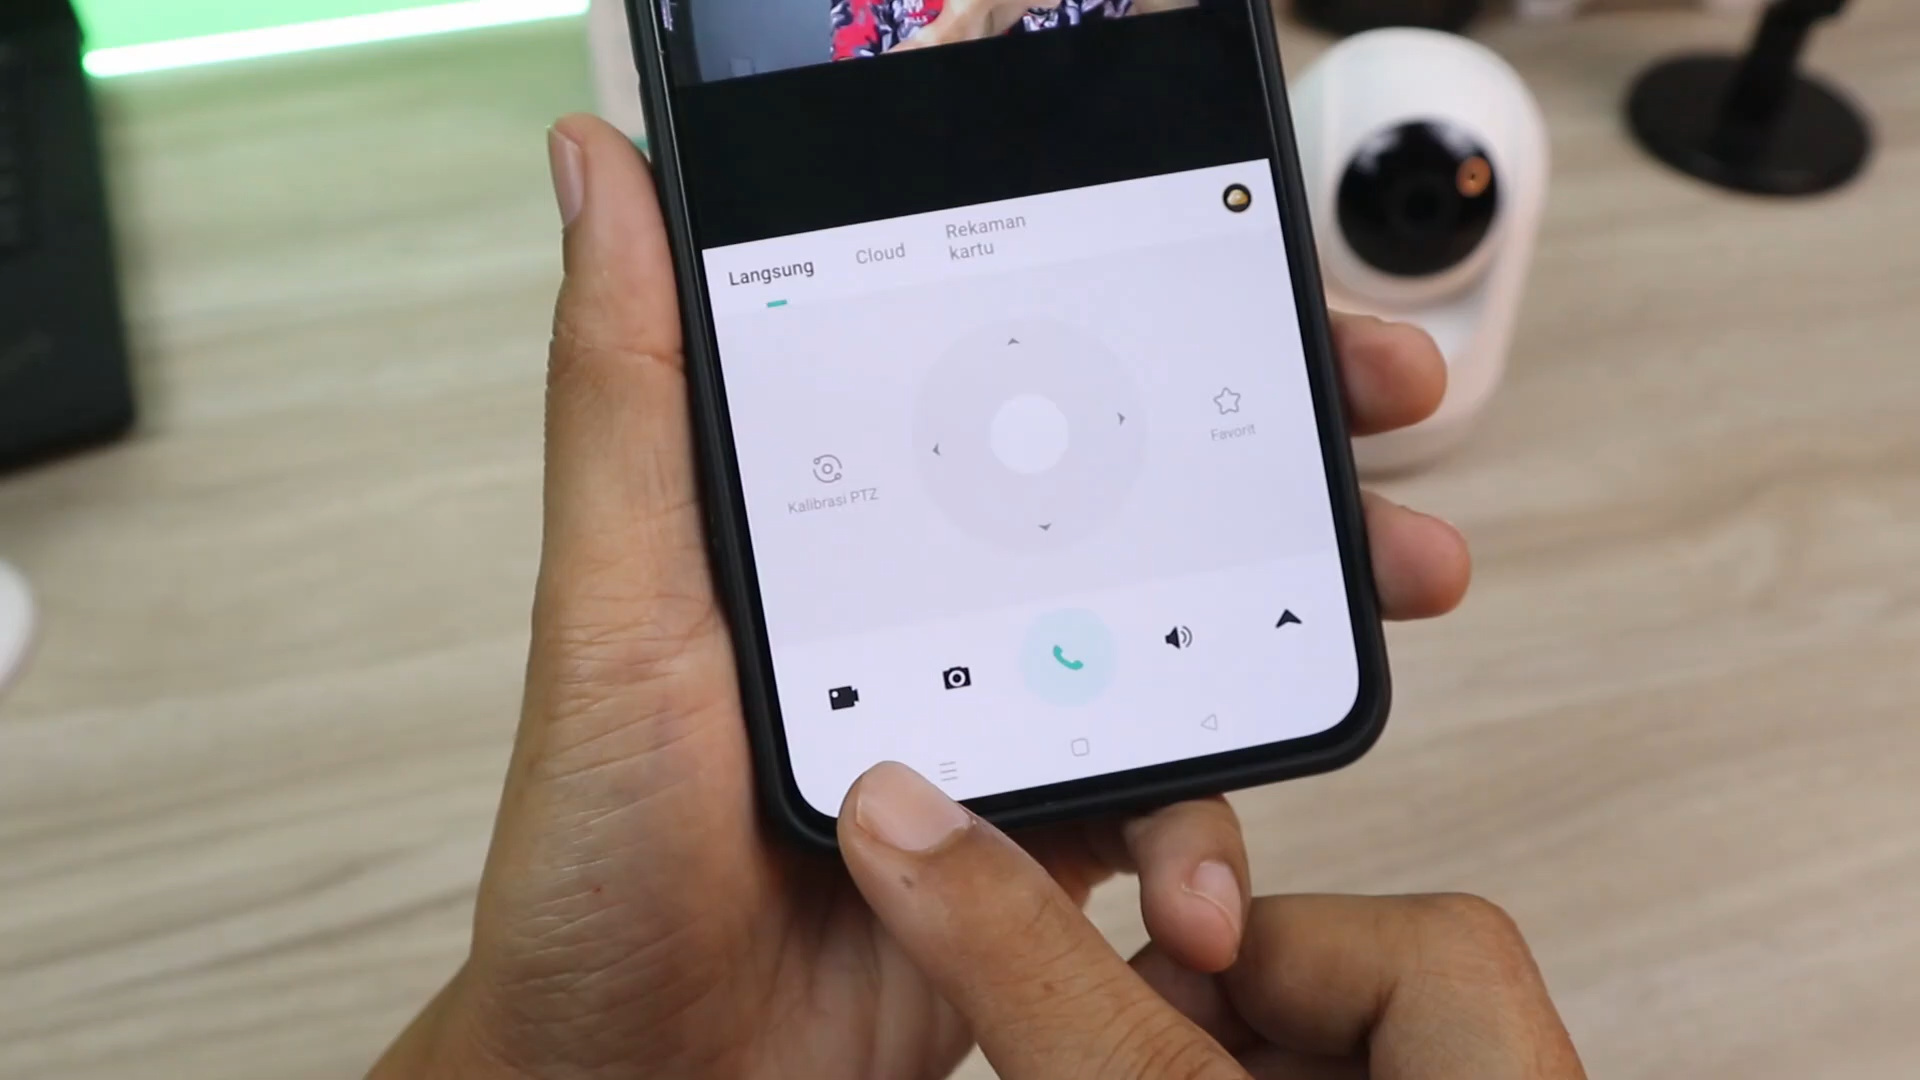 Langsung
Cloud
Rekaman
kartu
Favorit
Kalibrasi PTZ